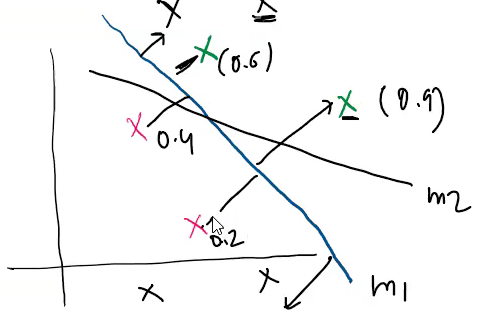 X X
X (0.6)
X (0.9)
X 0.4
m2
X 0.2
X X
m1